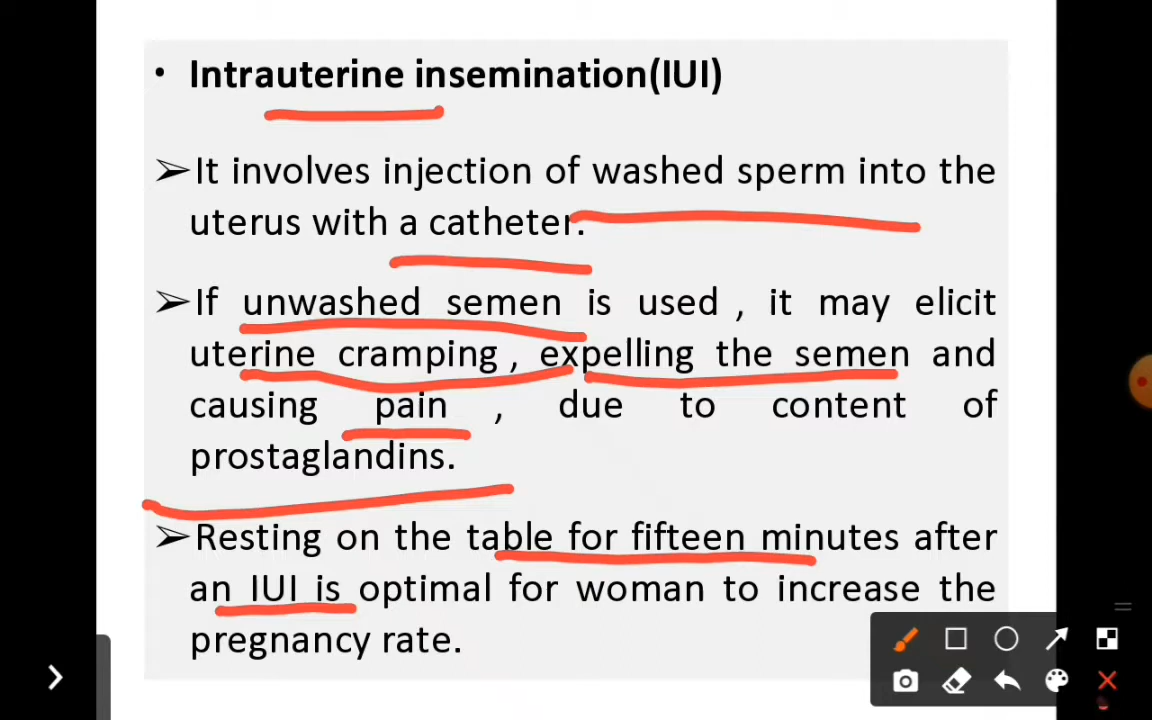 • Intrauterine insemination(IUI)
➢It involves injection of washed sperm into the
uterus with a catheter.
➢If unwashed semen is used , it may elicit
uterine cramping , expelling the semen and
causing pain , due to content of
prostaglandins.
➢Resting on the table for fifteen minutes after
an IUI is optimal for woman to increase the
pregnancy rate.